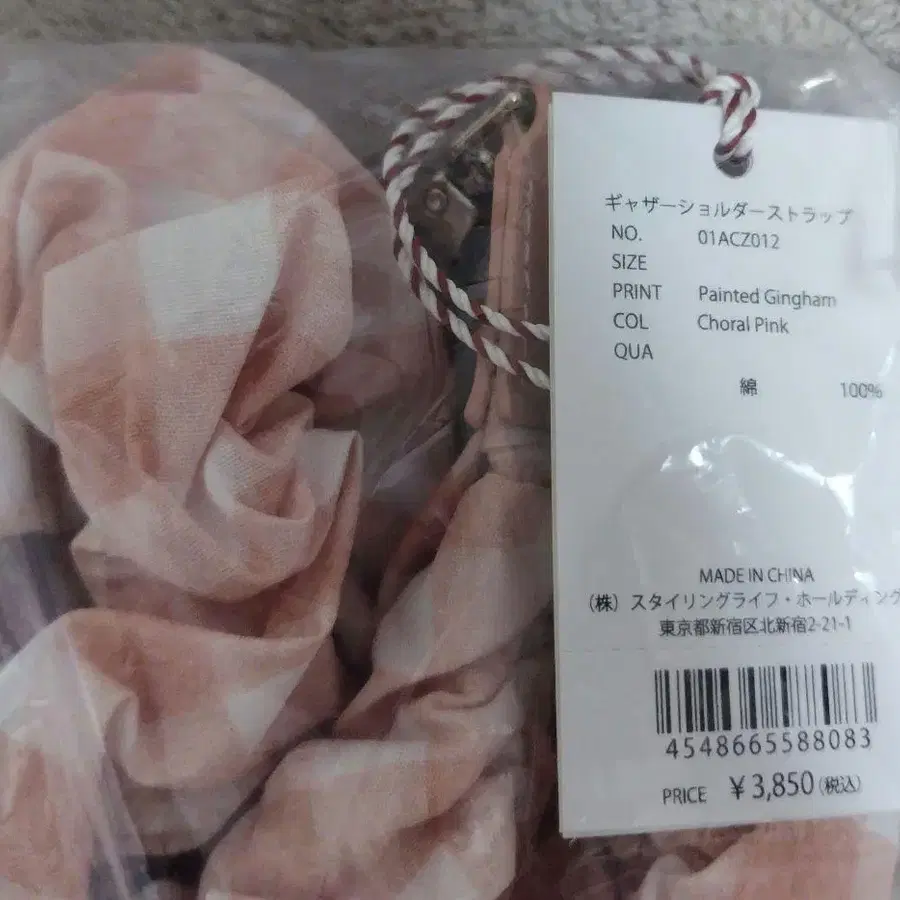 ギャザーショルダーストラップ
NO. 01ACZ012
SIZE
PRINT Painted Gingham
COL Choral Pink
QUA
綿 100%
MADE IN CHINA
(株) スタイリングライフ・ホールディング
東京都新宿区北新宿2-21-1
4548665588083
PRICE ¥3,850(税込)